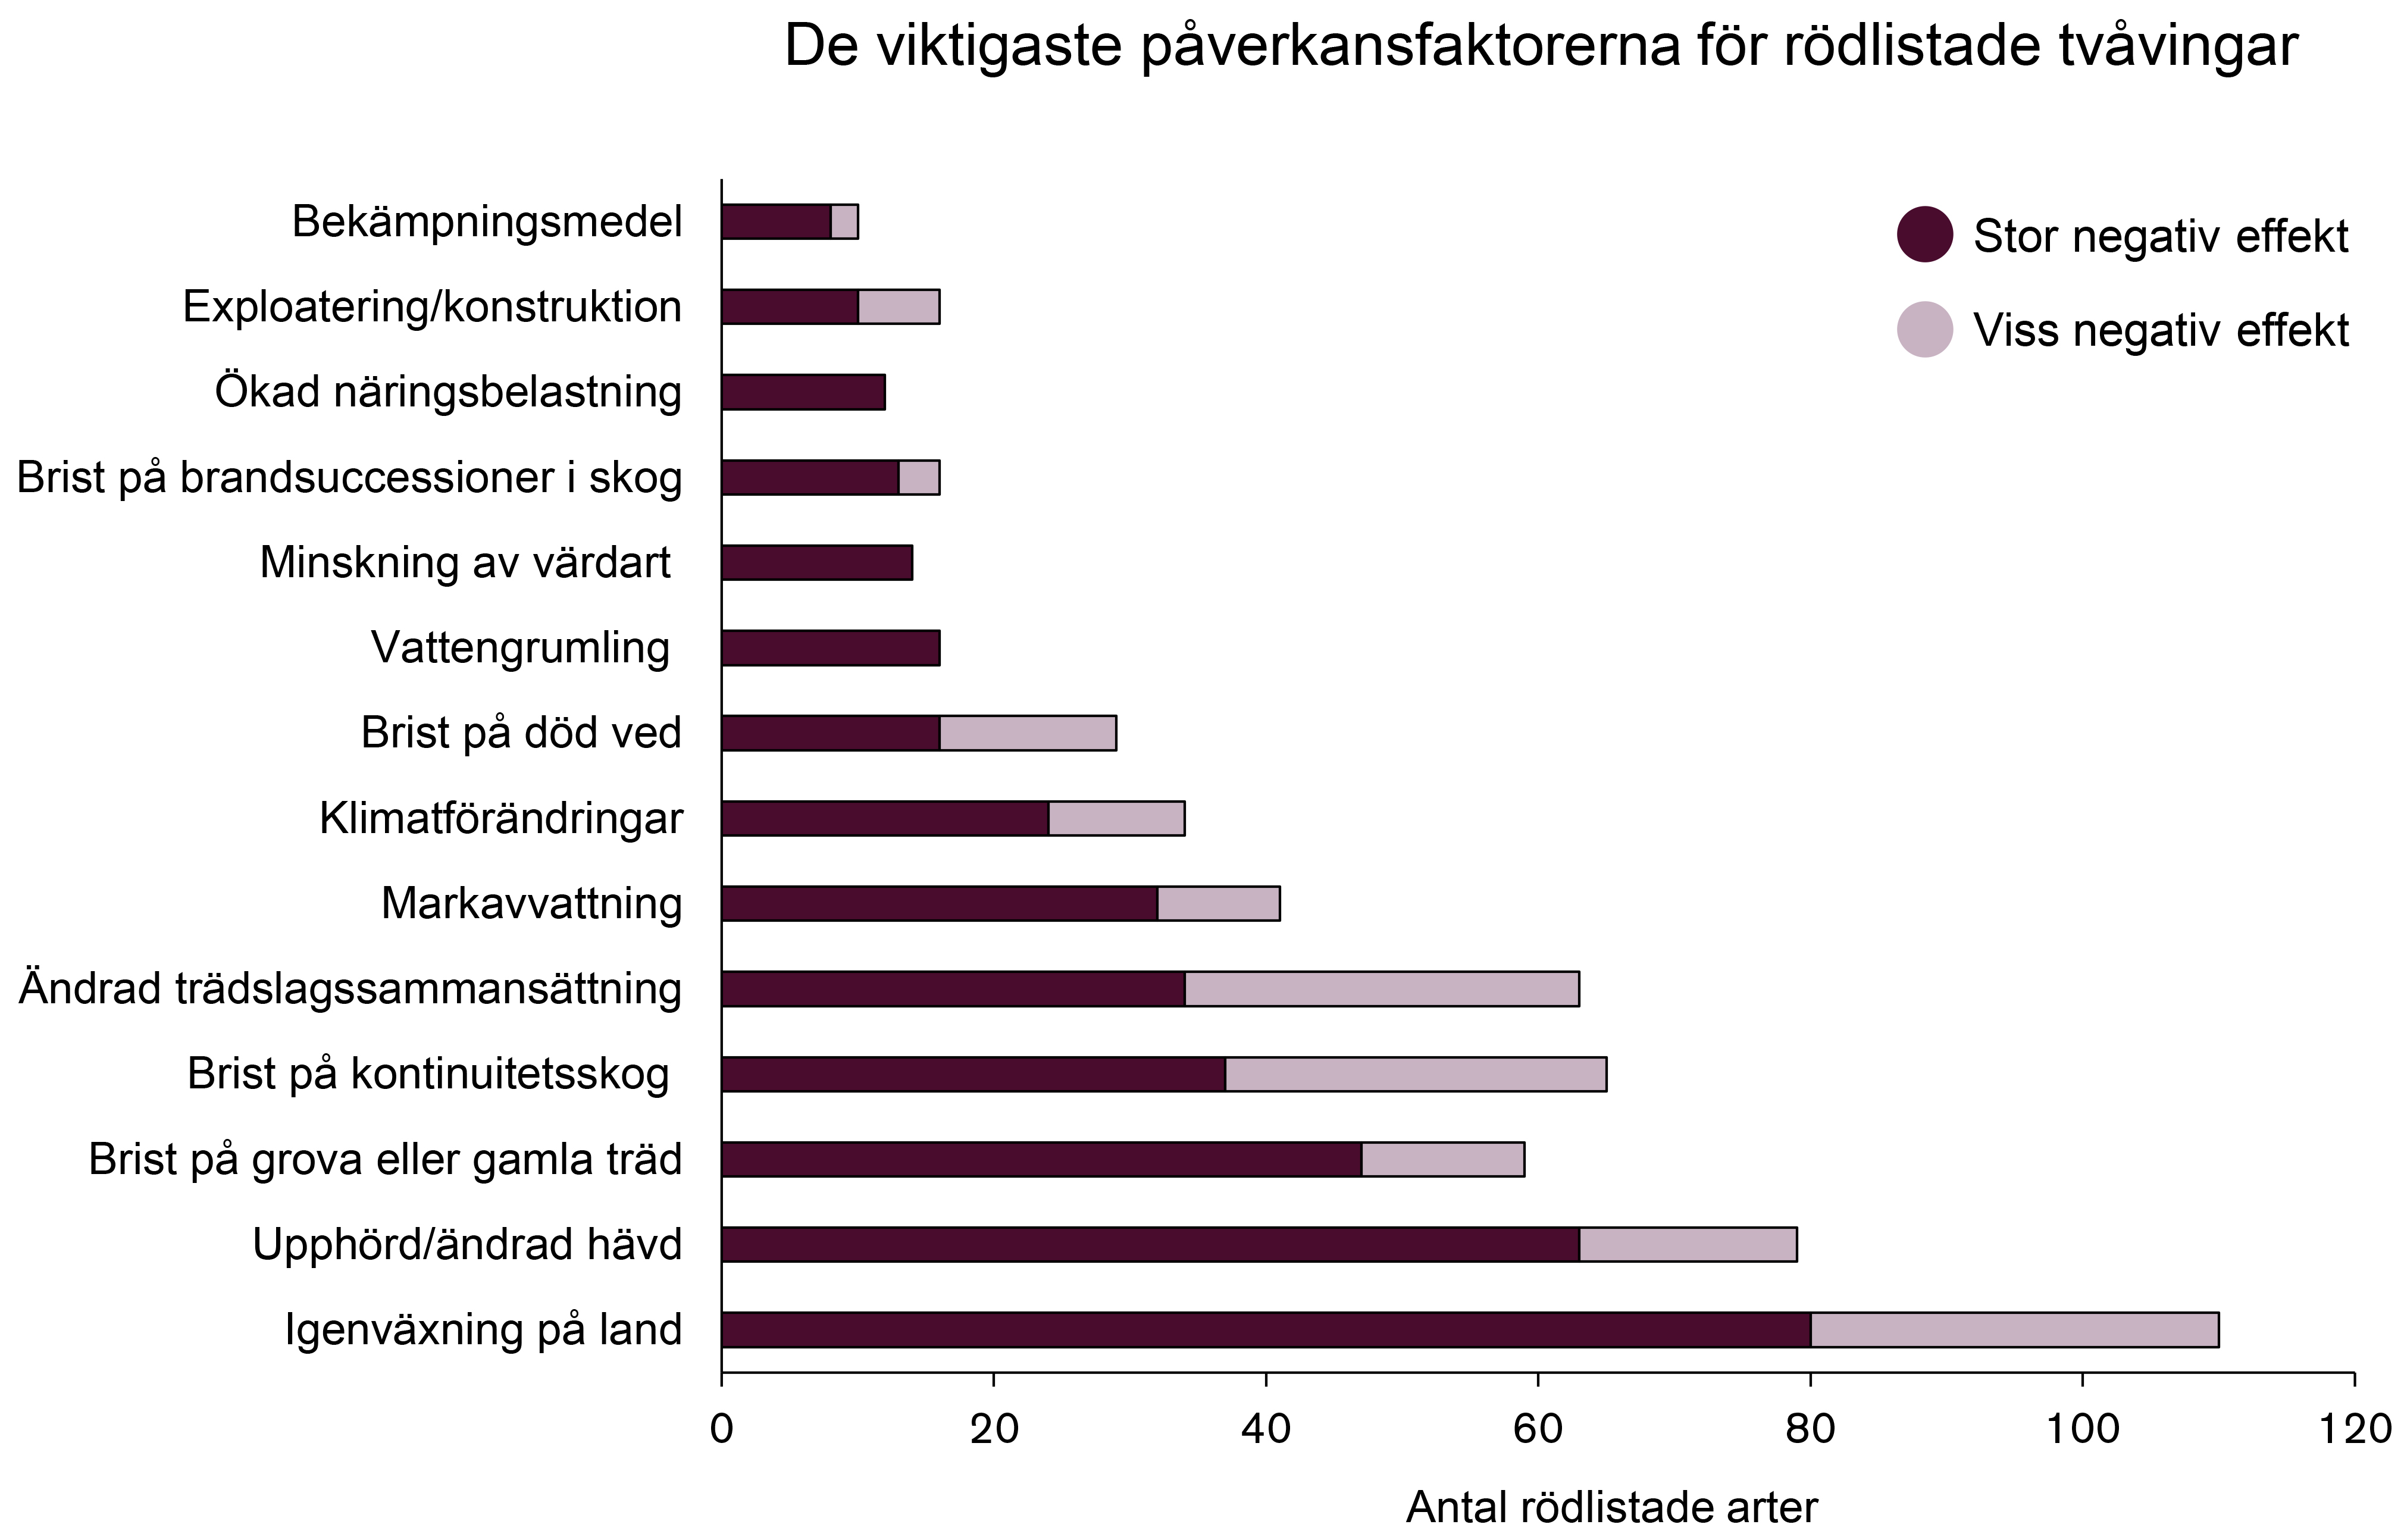 De viktigaste påverkansfaktorerna för rödlistade tvåvingar
Stor negativ effekt
Viss negativ effekt
Bekämpningsmedel
Exploatering/konstruktion
Ökad näringsbelastning
Brist på brandsuccessioner i skog
Minskning av värdart
Vattengrumling
Brist på död ved
Klimatförändringar
Markavvattning
Ändrad trädslagssammansättning
Brist på kontinuitetsskog
Brist på grova eller gamla träd
Upphörd/ändrad hävd
Igenväxning på land
0 20 40 60 80 100 120
Antal rödlistade arter